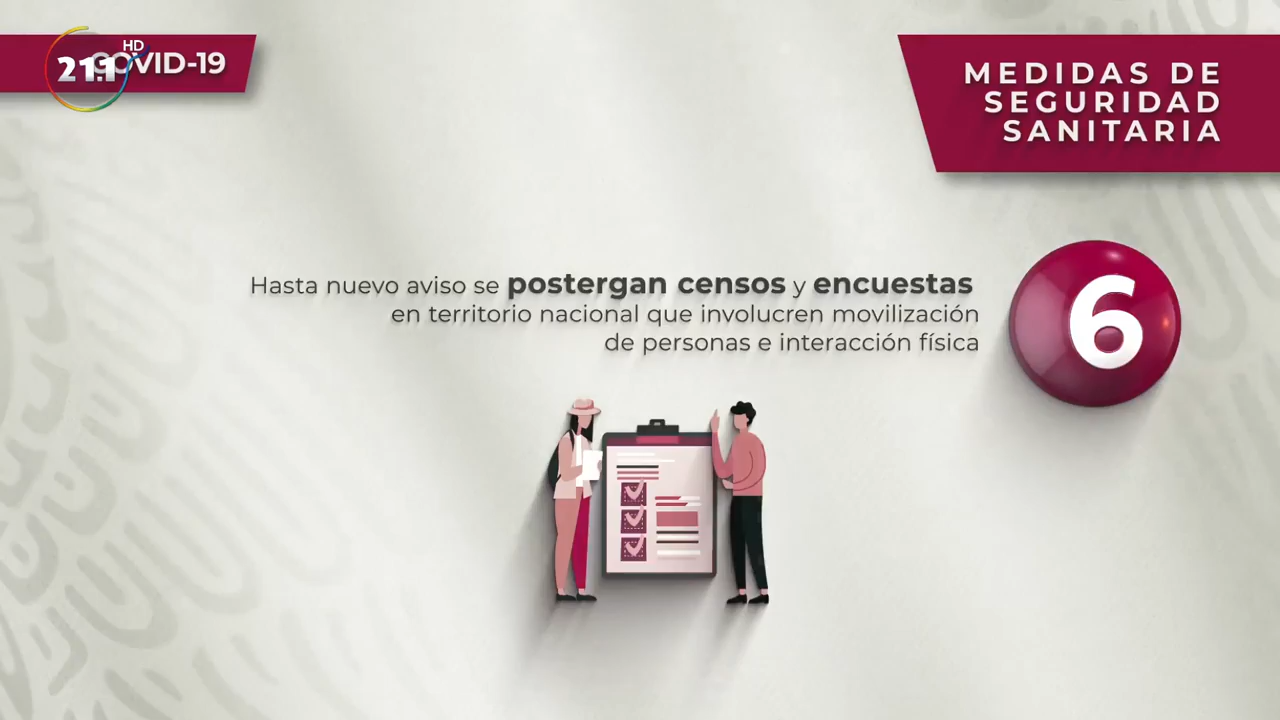 COVID-19
HD
21.1
MEDIDAS DE
SEGURIDAD
SANITARIA
Hasta nuevo aviso se postergan censos y encuestas
en territorio nacional que involucren movilización
de personas e interacción física
6